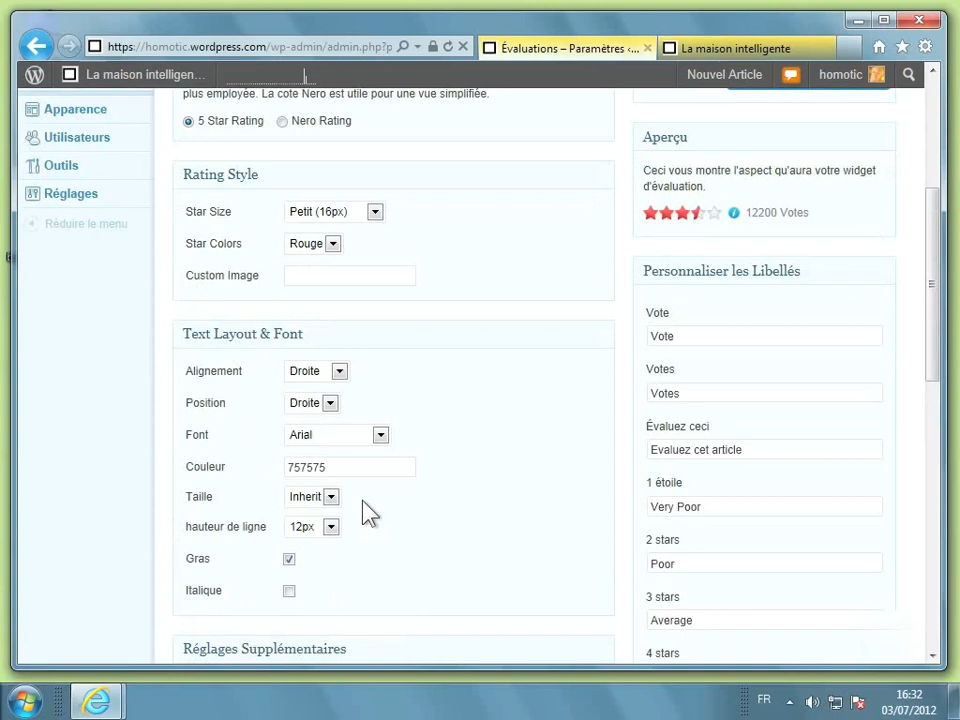 https://homotic.wordpress.com/wp-admin/admin.php?p
Évaluations – Paramètres ‹...
La maison intelligente
La maison intelligen...
Nouvel Article
homotic
Apparence
Utilisateurs
Outils
Réglages
Réduire le menu
plus employée. La cote Nero est utile pour une vue simplifiée.
5 Star Rating
Nero Rating
Rating Style
Star Size
Petit (16px)
Star Colors
Rouge
Custom Image
Text Layout & Font
Alignement
Droite
Position
Droite
Font
Arial
Couleur
757575
Taille
Inherit
hauteur de ligne
12px
Gras
Italique
Réglages Supplémentaires
Aperçu
Ceci vous montre l'aspect qu'aura votre widget
d'évaluation.
12200 Votes
Personnaliser les Libellés
Vote
Vote
Votes
Votes
Évaluez ceci
Evaluez cet article
1 étoile
Very Poor
2 stars
Poor
3 stars
Average
4 stars
FR
16:32
03/07/2012